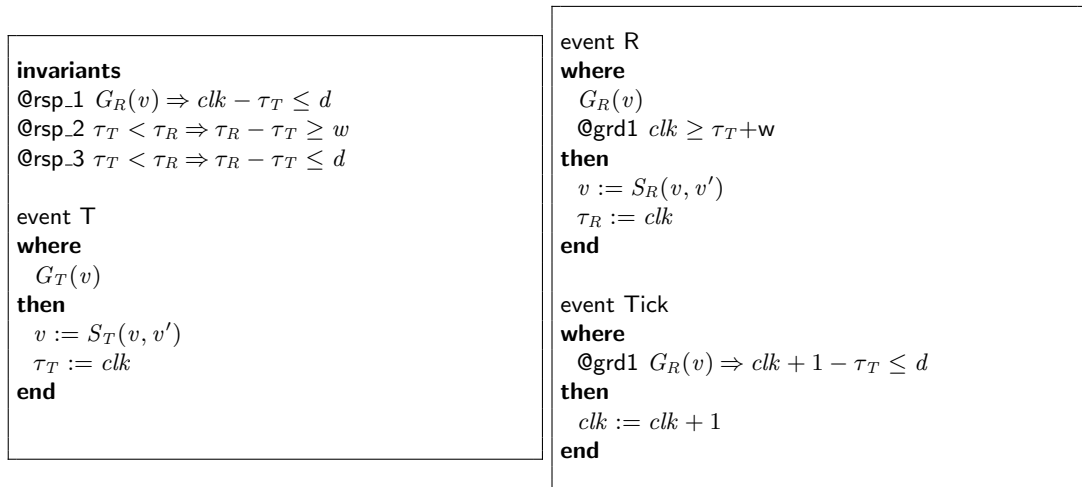 invariants
@rsp_1 G_R(v) ⇒ clk − τ_T ≤ d
@rsp_2 τ_T < τ_R ⇒ τ_R − τ_T ≥ w
@rsp_3 τ_T < τ_R ⇒ τ_R − τ_T ≤ d
event T
where
G_T(v)
then
v := S_T(v, v′)
τ_T := clk
end
event R
where
G_R(v)
@grd1 clk ≥ τ_T+w
then
v := S_R(v, v′)
τ_R := clk
end
event Tick
where
@grd1 G_R(v) ⇒ clk + 1 − τ_T ≤ d
then
clk := clk + 1
end